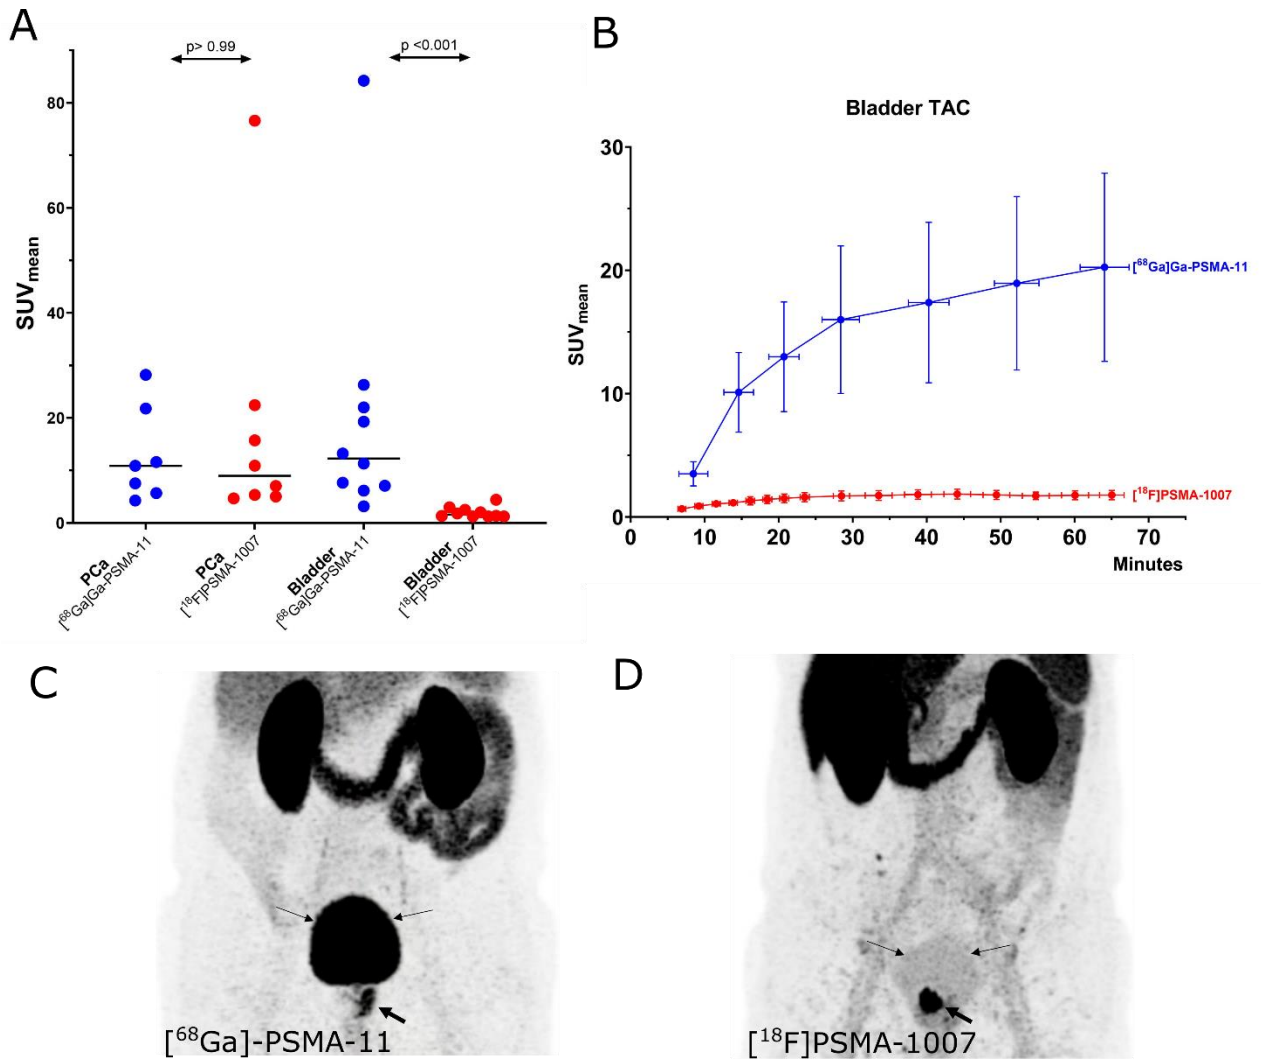 A
p> 0.99
p <0.001
80
60
40
20
0
SUVmean
PCa
[⁶⁸Ga]Ga-PSMA-11
PCa
[¹⁸F]PSMA-1007
Bladder
[⁶⁸Ga]Ga-PSMA-11
Bladder
[¹⁸F]PSMA-1007
B
Bladder TAC
30
20
10
0
SUVmean
[⁶⁸Ga]Ga-PSMA-11
[¹⁸F]PSMA-1007
0 10 20 30 40 50 60 70
Minutes
C
[⁶⁸Ga]-PSMA-11
D
[¹⁸F]PSMA-1007